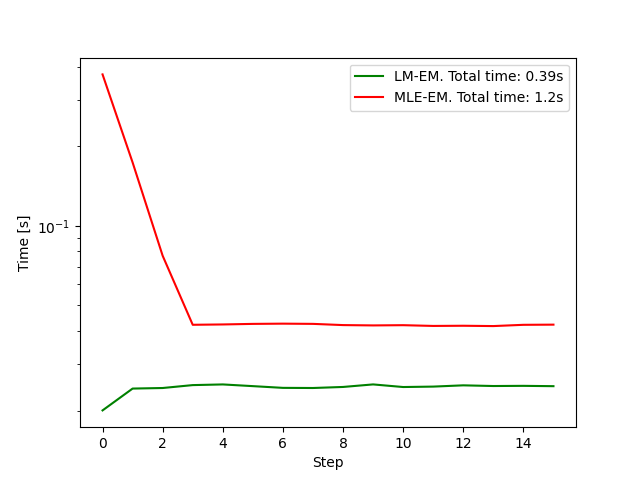 LM-EM. Total time: 0.39s
MLE-EM. Total time: 1.2s
Time [s]
10⁻¹
0 2 4 6 8 10 12 14
Step